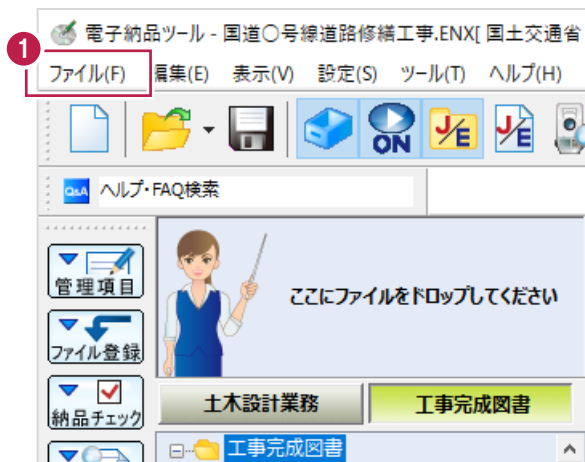 電子納品ツール - 国道〇号線道路修繕工事.ENX[ 国土交通省
1
ファイル(F) 編集(E) 表示(V) 設定(S) ツール(T) ヘルプ(H)
ON J/E J/E
Q&A ヘルプ・FAQ検索
管理項目
ここにファイルをドロップしてください
ファイル登録
納品チェック
土木設計業務 工事完成図書
工事完成図書